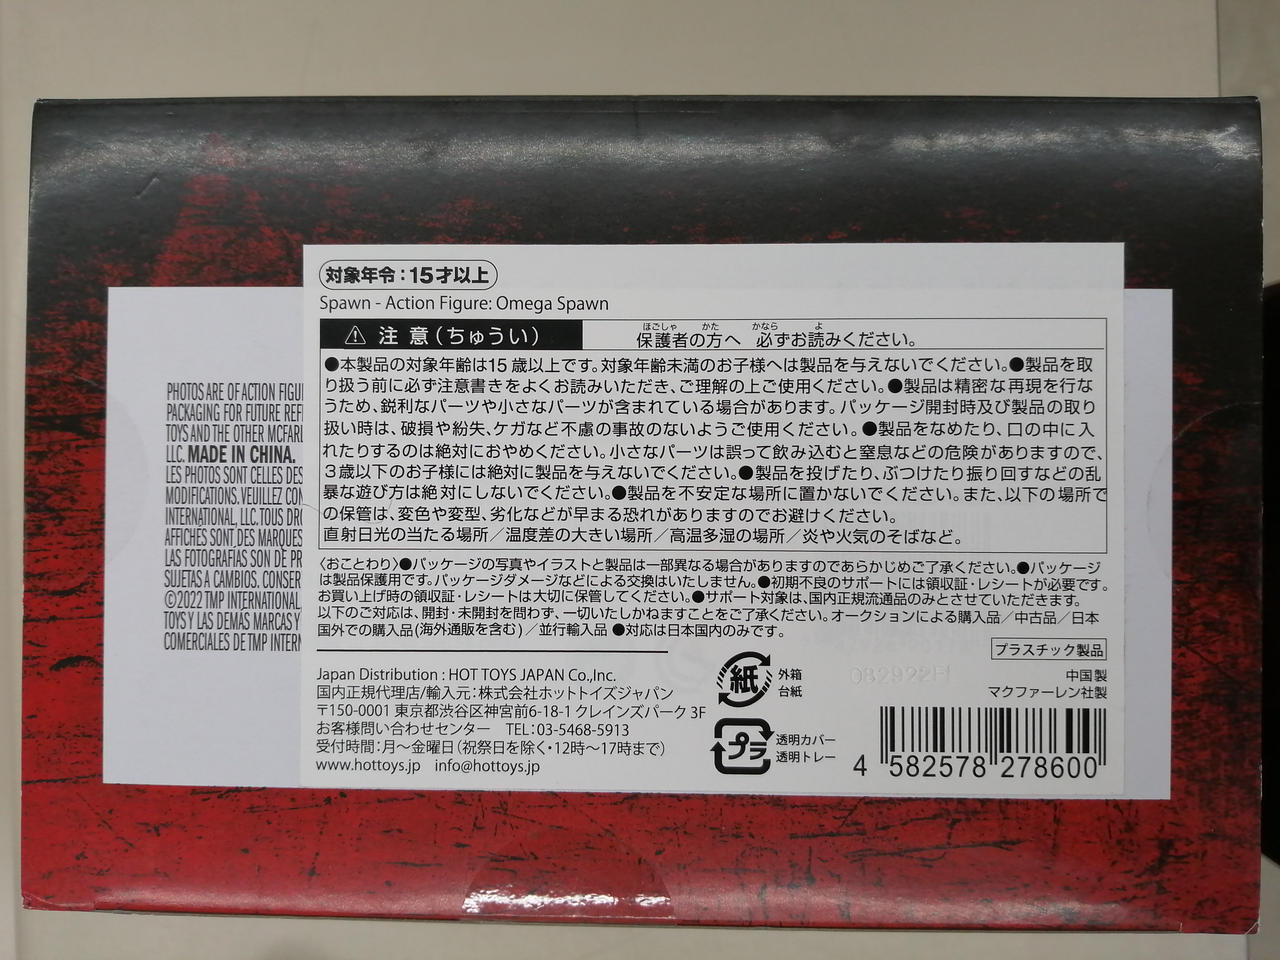 対象年令：15才以上
Spawn - Action Figure: Omega Spawn
⚠ 注 意（ちゅうい）
保護者の方へ 必ずお読みください。
ほごしゃ かた かなら よ
●本製品の対象年齢は15歳以上です。対象年齢未満のお子様へは製品を与えないでください。●製品を取
り扱う前に必ず注意書きをよくお読みいただき、ご理解の上ご使用ください。●製品は精密な再現を行な
うため、鋭利なパーツや小さなパーツが含まれている場合があります。パッケージ開封時及び製品の取り
扱い時は、破損や紛失、ケガなど不慮の事故のないようご使用ください。●製品をなめたり、口の中に入
れたりするのは絶対におやめください。小さなパーツは誤って飲み込むと窒息などの危険がありますので、
３歳以下のお子様には絶対に製品を与えないでください。●製品を投げたり、ぶつけたり振り回すなどの乱
暴な遊び方は絶対にしないでください。●製品を不安定な場所に置かないでください。また、以下の場所で
の保管は、変色や変型、劣化などが早まる恐れがありますのでお避けください。
直射日光の当たる場所／温度差の大きい場所／高温多湿の場所／炎や火気のそばなど。
〈おことわり〉●パッケージの写真やイラストと製品は一部異なる場合がありますのであらかじめご了承ください。●パッケージ
は製品保護用です。パッケージダメージなどによる交換はいたしません。●初期不良のサポートには領収証・レシートが必要です。
お買い上げ時の領収証・レシートは大切に保管してください。●サポート対象は、国内正規流通品のみとさせていただきます。
以下のご対応は、開封・未開封を問わず、一切いたしかねますことをご了承ください。オークションによる購入品／中古品／日本
国外での購入品(海外通販を含む)／並行輸入品 ●対応は日本国内のみです。
プラスチック製品
Japan Distribution : HOT TOYS JAPAN Co.,Inc.
国内正規代理店/輸入元：株式会社ホットトイズジャパン
〒150-0001 東京都渋谷区神宮前6-18-1 クレインズパーク 3F
お客様問い合わせセンター TEL：03-5468-5913
受付時間：月～金曜日（祝祭日を除く・12時～17時まで）
www.hottoys.jp info@hottoys.jp
紙
外箱
台紙
プラ
透明カバー
透明トレー
中国製
マクファーレン社製
4 582578 278600
PHOTOS ARE OF ACTION FIGU
PACKAGING FOR FUTURE REF
TOYS AND THE OTHER MCFARL
LLC. MADE IN CHINA.
LES PHOTOS SONT CELLES DES
MODIFICATIONS. VEUILLEZ CON
INTERNATIONAL, LLC. TOUS DRO
AFFICHES SONT DES MARQUES
LAS FOTOGRAFIAS SON DE PR
SUJETAS A CAMBIOS. CONSER
©2022 TMP INTERNATIONAL
TOYS Y LAS DEMÁS MARCAS Y
COMERCIALES DE TMP INTERN